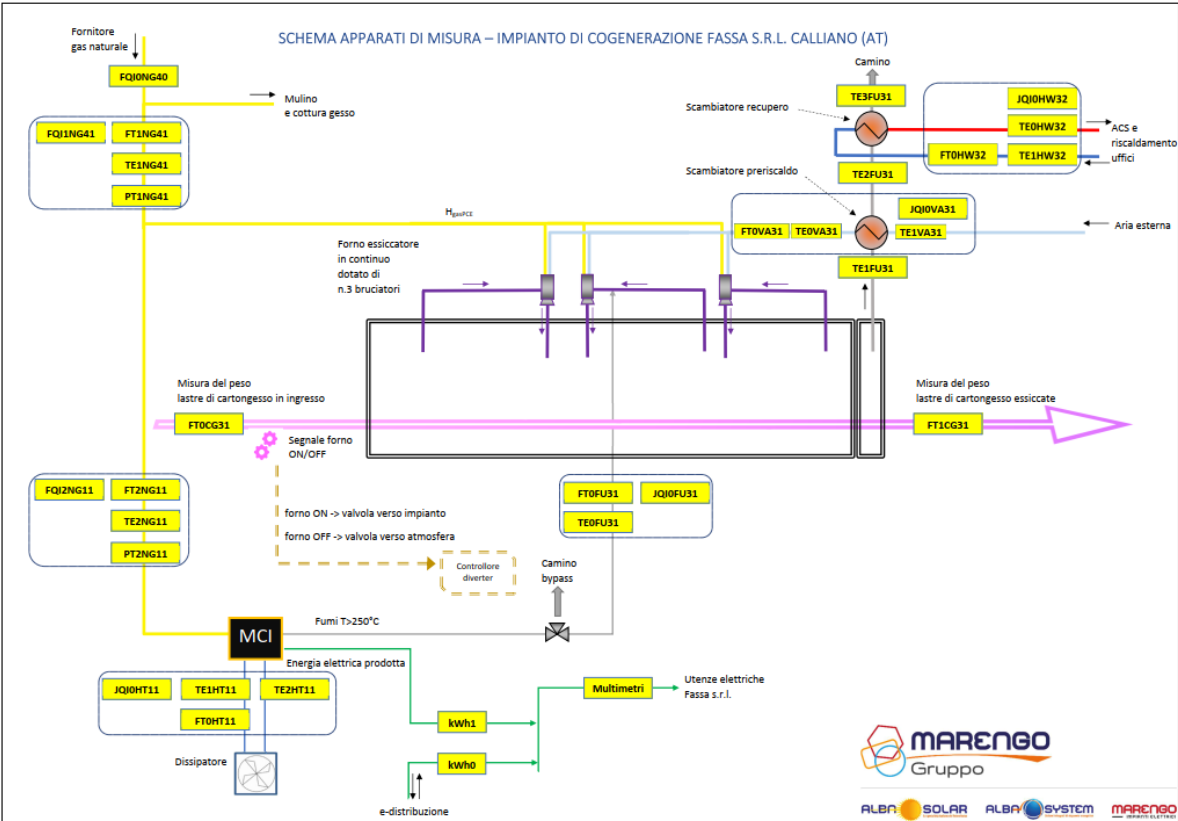 SCHEMA APPARATI DI MISURA – IMPIANTO DI COGENERAZIONE FASSA S.R.L. CALLIANO (AT)
Fornitore
gas naturale
FQI0NG40
Mulino
e cottura gesso
FQI1NG41
FT1NG41
TE1NG41
PT1NG41
Camino
TE3FU31
Scambiatore recupero
JQI0HW32
TE0HW32
FT0HW32
TE1HW32
ACS e
riscaldamento
uffici
TE2FU31
Scambiatore preriscaldo
JQI0VA31
FT0VA31
TE0VA31
TE1VA31
Aria esterna
TE1FU31
HgasPCE
Forno essiccatore
in continuo
dotato di
n.3 bruciatori
Misura del peso
lastre di cartongesso in ingresso
FT0CG31
Misura del peso
lastre di cartongesso essiccate
FT1CG31
Segnale forno
ON/OFF
forno ON -> valvola verso impianto
forno OFF -> valvola verso atmosfera
Controllore
diverter
FQI2NG11
FT2NG11
TE2NG11
PT2NG11
FT0FU31
JQI0FU31
TE0FU31
Camino
bypass
MCI
Fumi T>250°C
Energia elettrica prodotta
JQI0HT11
TE1HT11
TE2HT11
FT0HT11
Dissipatore
kWh1
kWh0
Multimetri
Utenze elettriche
Fassa s.r.l.
e-distribuzione
MARENGO
Gruppo
ALBA SOLAR
ALBA SYSTEM
MARENGO
IMPIANTI ELETTRICI